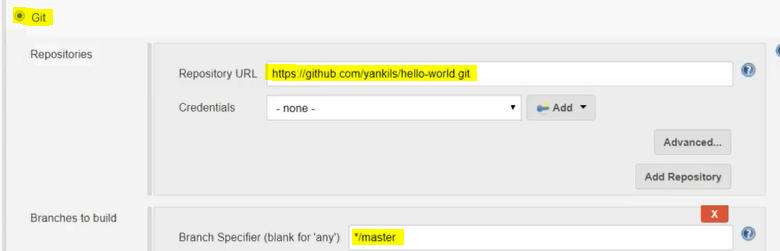 Git
Repositories
Repository URL https://github.com/yankils/hello-world.git
Credentials - none - Add
Advanced...
Add Repository
Branches to build
X
Branch Specifier (blank for 'any') */master